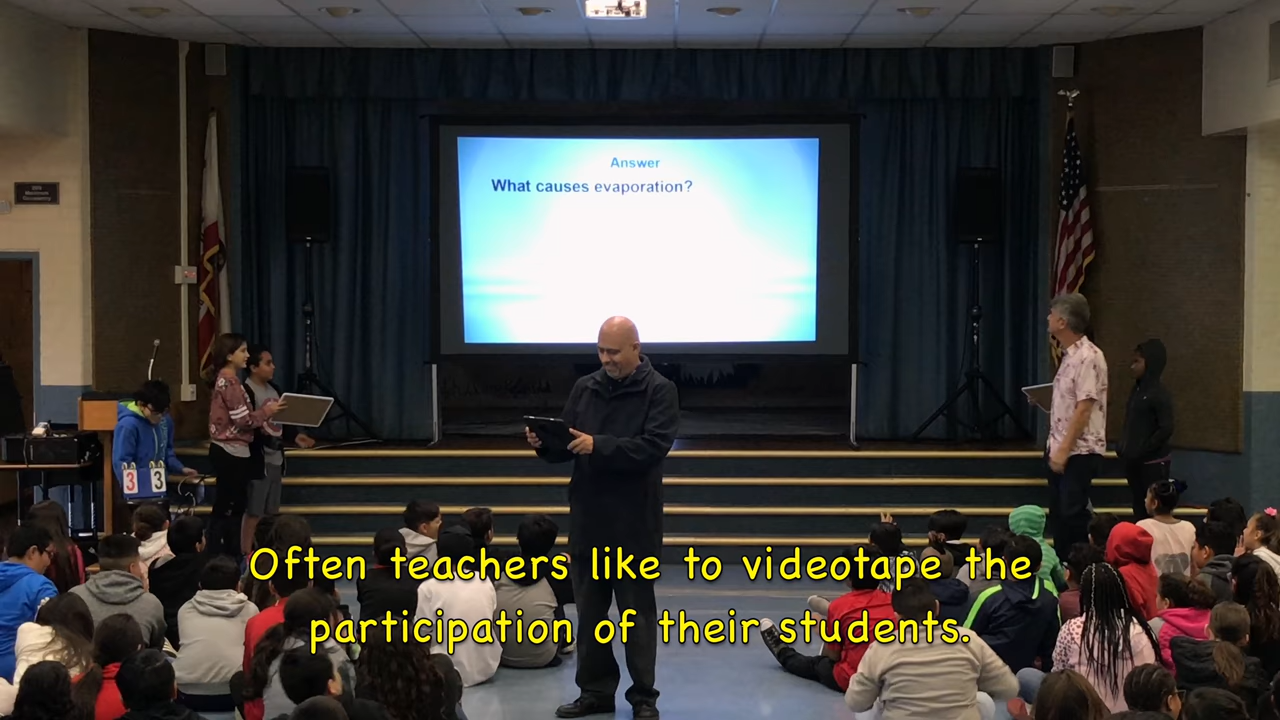 Answer
What causes evaporation?
3 3
Often teachers like to videotape the
participation of their students.